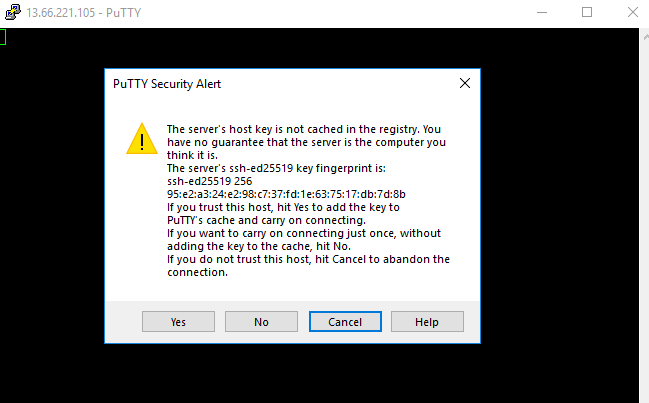 13.66.221.105 - PuTTY
PuTTY Security Alert
The server's host key is not cached in the registry. You
have no guarantee that the server is the computer you
think it is.
The server's ssh-ed25519 key fingerprint is:
ssh-ed25519 256
95:e2:a3:24:e2:98:c7:37:fd:1e:63:75:17:db:7d:8b
If you trust this host, hit Yes to add the key to
PuTTY's cache and carry on connecting.
If you want to carry on connecting just once, without
adding the key to the cache, hit No.
If you do not trust this host, hit Cancel to abandon the
connection.
Yes No Cancel Help